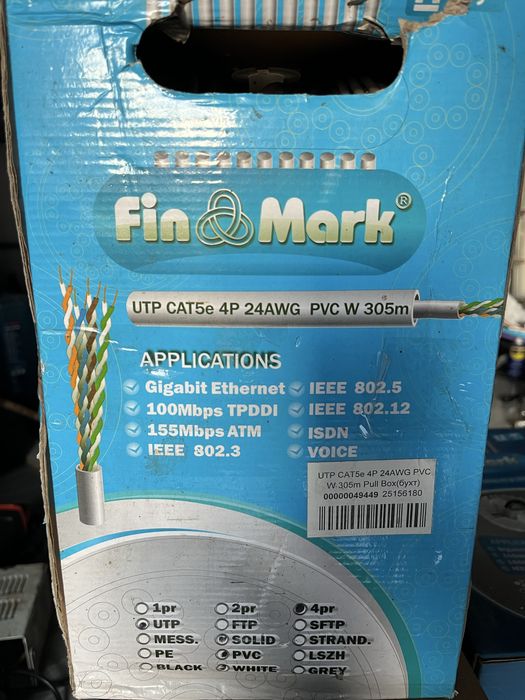 Fin Mark®
UTP CAT5e 4P 24AWG PVC W 305m
APPLICATIONS
Gigabit Ethernet IEEE 802.5
100Mbps TPDDI IEEE 802.12
155Mbps ATM ISDN
IEEE 802.3 VOICE
UTP CAT5e 4P 24AWG PVC
W 305m Pull Box(бухт)
00000049449 25156180
1pr 2pr 4pr
UTP FTP SFTP
MESS. SOLID STRAND.
PE PVC LSZH
BLACK WHITE GREY